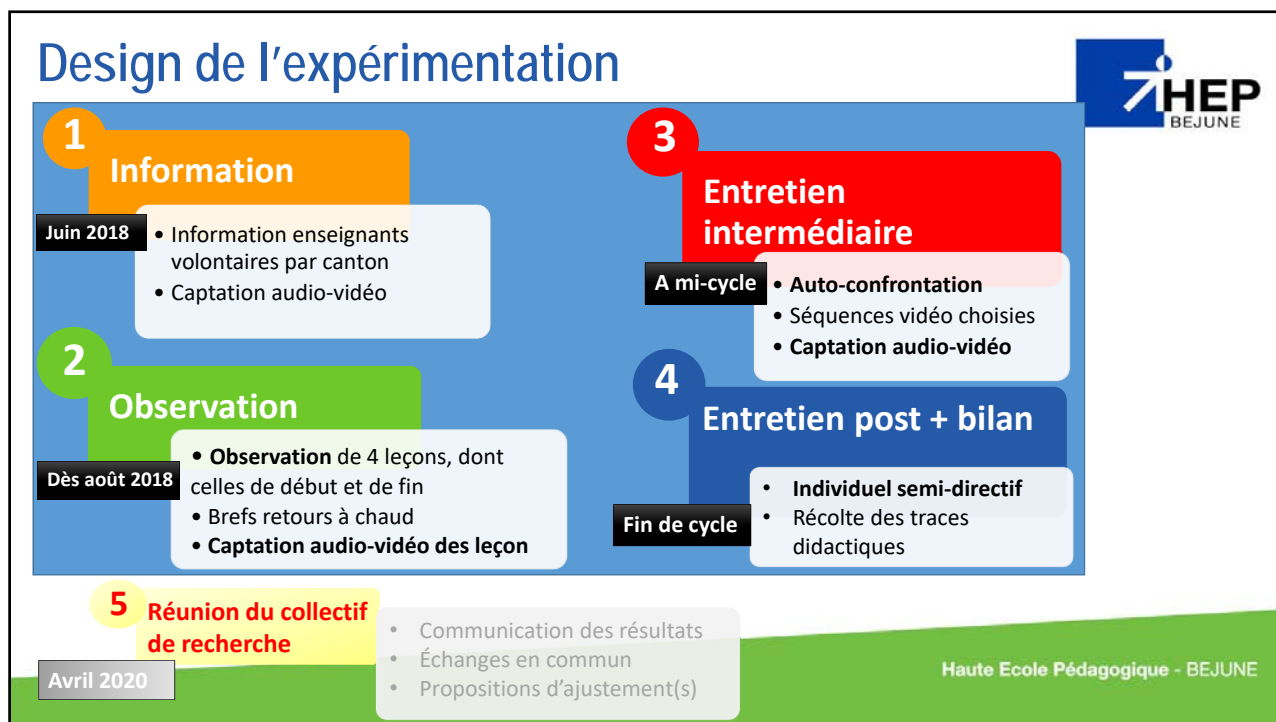 Design de l'expérimentation
HEP
BEJUNE
1
Information
Juin 2018
• Information enseignants
volontaires par canton
• Captation audio-vidéo
2
Observation
Dès août 2018
• Observation de 4 leçons, dont
celles de début et de fin
• Brefs retours à chaud
• Captation audio-vidéo des leçon
3
Entretien
intermédiaire
A mi-cycle
• Auto-confrontation
• Séquences vidéo choisies
• Captation audio-vidéo
4
Entretien post + bilan
Fin de cycle
• Individuel semi-directif
• Récolte des traces
didactiques
5
Réunion du collectif
de recherche
Avril 2020
• Communication des résultats
• Échanges en commun
• Propositions d'ajustement(s)
Haute Ecole Pédagogique - BEJUNE